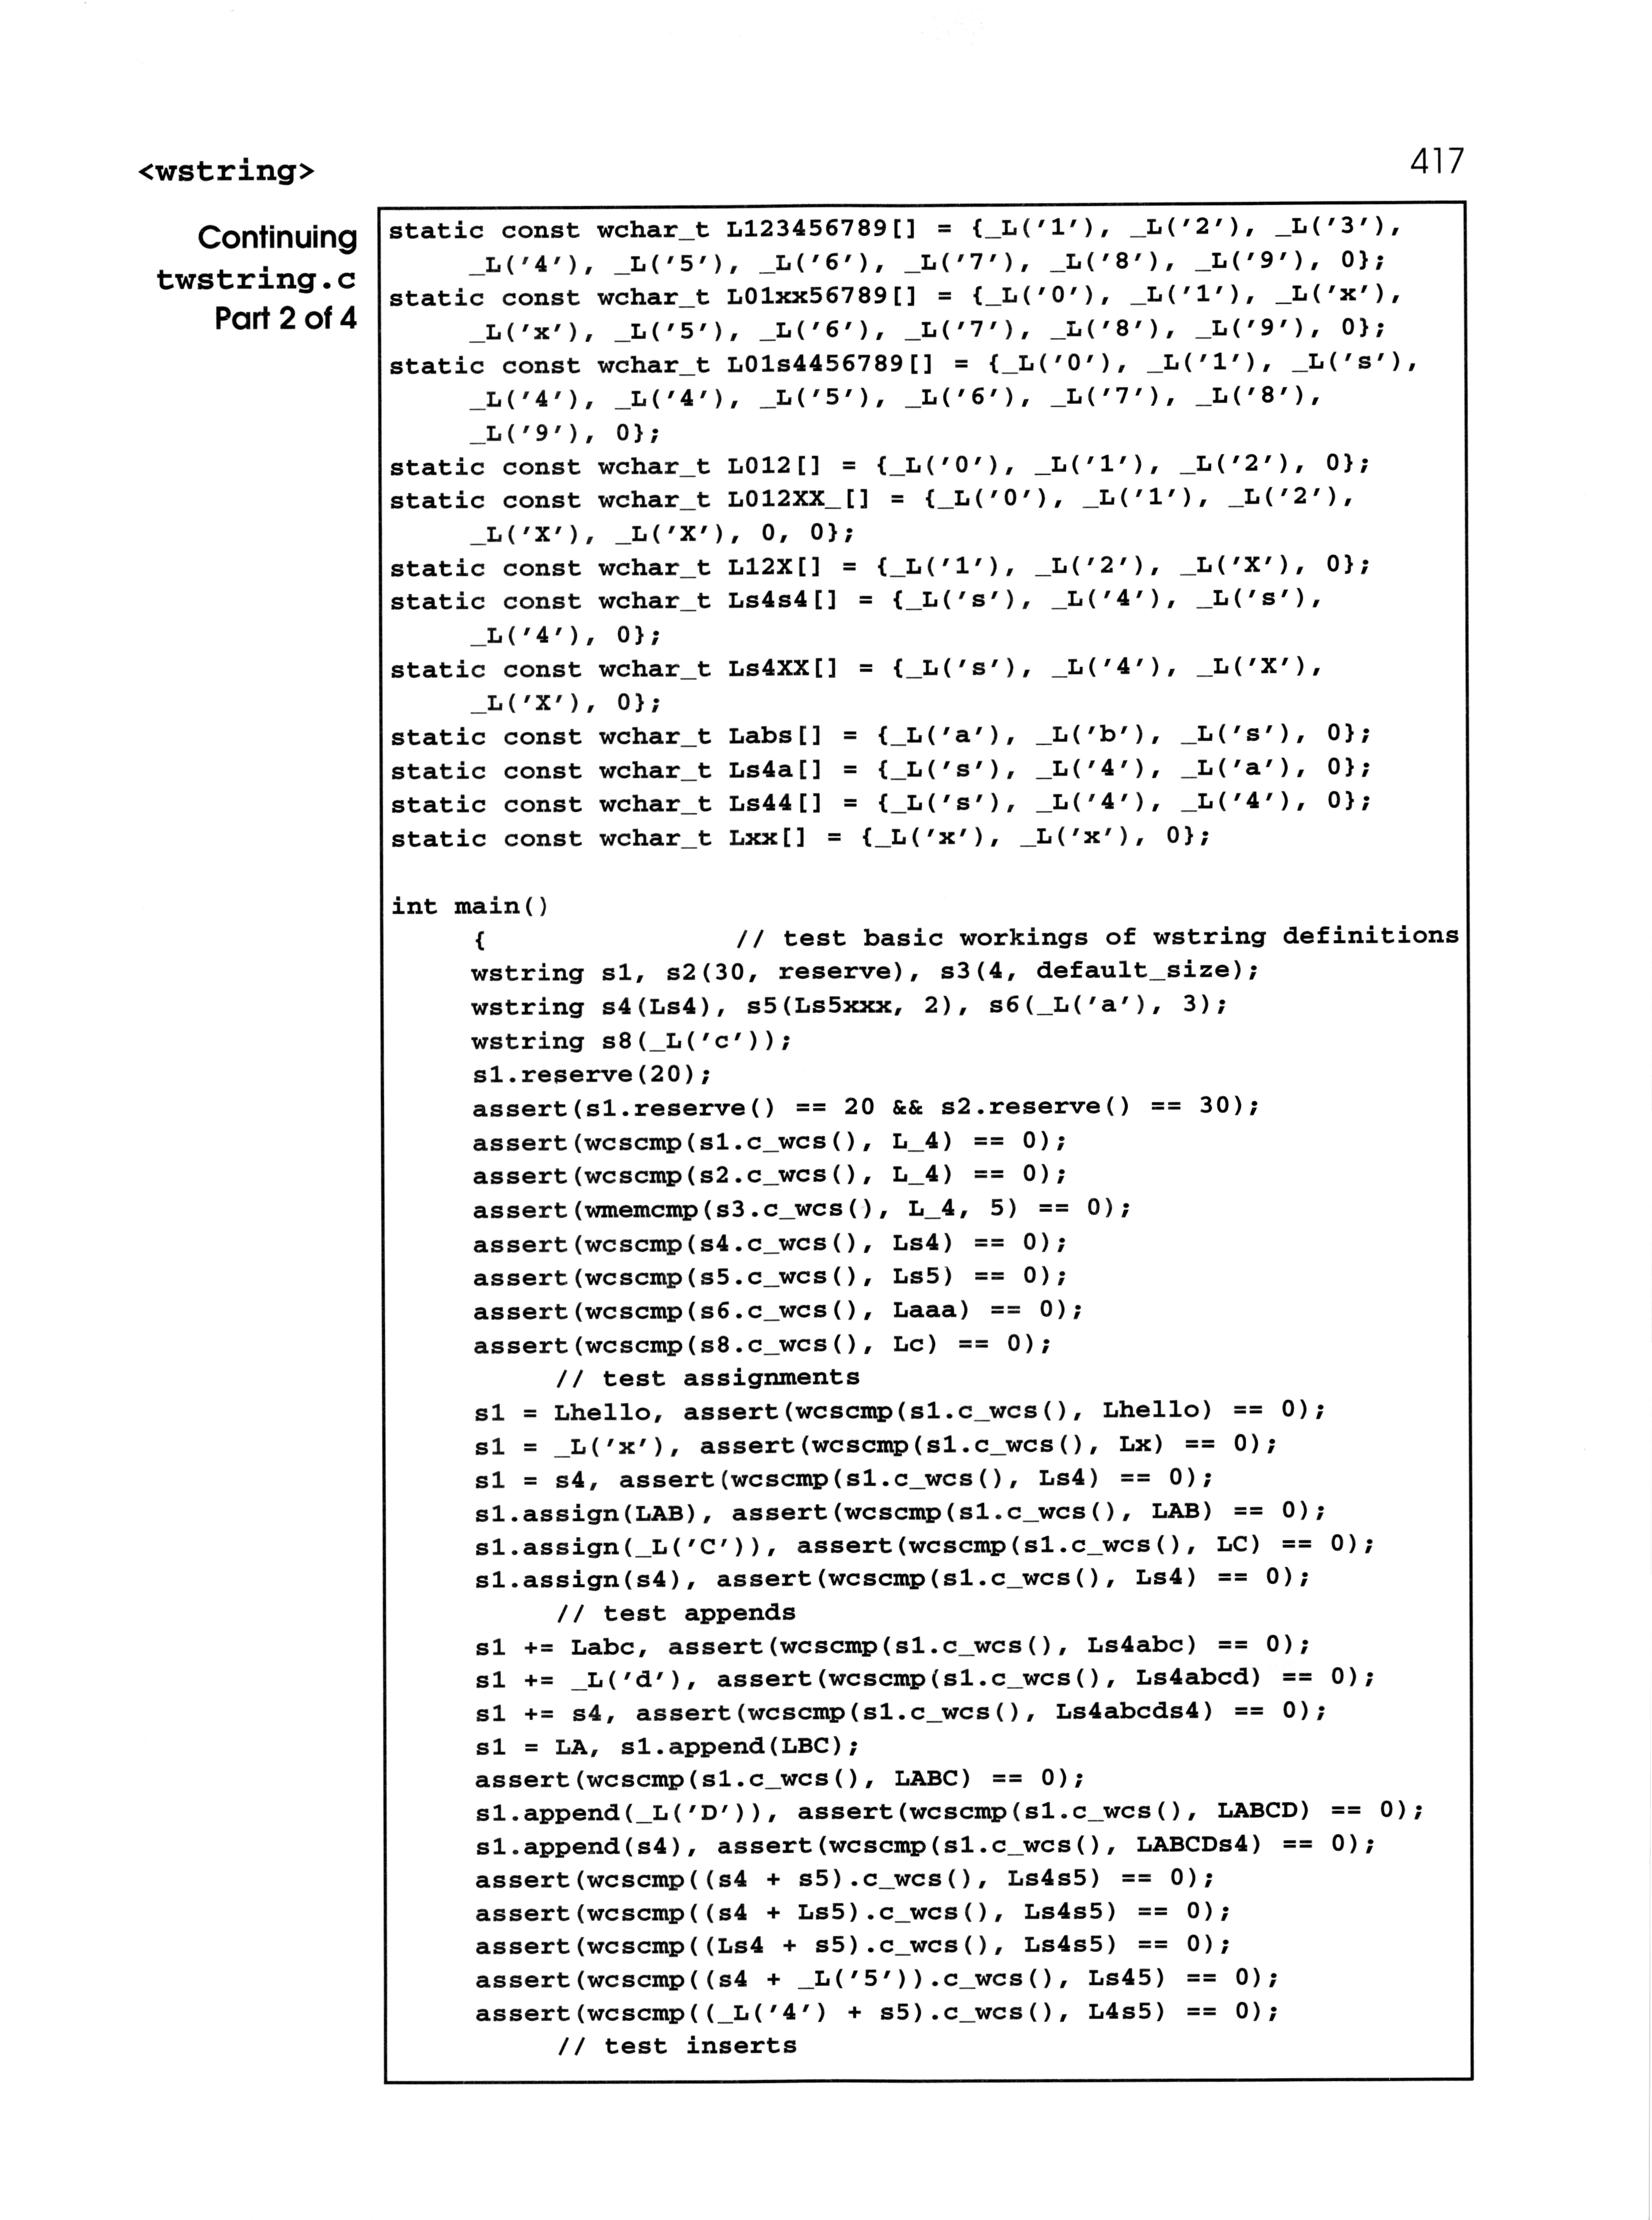 <wstring>
417
Continuing
twstring.c
Part 2 of 4
static const wchar_t L123456789[] = {_L('1'), _L('2'), _L('3'),
_L('4'), _L('5'), _L('6'), _L('7'), _L('8'), _L('9'), 0};
static const wchar_t L01xx56789[] = {_L('0'), _L('1'), _L('x'),
_L('x'), _L('5'), _L('6'), _L('7'), _L('8'), _L('9'), 0};
static const wchar_t L01s4456789[] = {_L('0'), _L('1'), _L('s'),
_L('4'), _L('4'), _L('5'), _L('6'), _L('7'), _L('8'),
_L('9'), 0};
static const wchar_t L012[] = {_L('0'), _L('1'), _L('2'), 0};
static const wchar_t L012XX_[] = {_L('0'), _L('1'), _L('2'),
_L('X'), _L('X'), 0, 0};
static const wchar_t L12X[] = {_L('1'), _L('2'), _L('X'), 0};
static const wchar_t Ls4s4[] = {_L('s'), _L('4'), _L('s'),
_L('4'), 0};
static const wchar_t Ls4XX[] = {_L('s'), _L('4'), _L('X'),
_L('X'), 0};
static const wchar_t Labs[] = {_L('a'), _L('b'), _L('s'), 0};
static const wchar_t Ls4a[] = {_L('s'), _L('4'), _L('a'), 0};
static const wchar_t Ls44[] = {_L('s'), _L('4'), _L('4'), 0};
static const wchar_t Lxx[] = {_L('x'), _L('x'), 0};
int main()
{ // test basic workings of wstring definitions
wstring s1, s2(30, reserve), s3(4, default_size);
wstring s4(Ls4), s5(Ls5xxx, 2), s6(_L('a'), 3);
wstring s8(_L('c'));
s1.reserve(20);
assert(s1.reserve() == 20 && s2.reserve() == 30);
assert(wcscmp(s1.c_wcs(), L_4) == 0);
assert(wcscmp(s2.c_wcs(), L_4) == 0);
assert(wmemcmp(s3.c_wcs(), L_4, 5) == 0);
assert(wcscmp(s4.c_wcs(), Ls4) == 0);
assert(wcscmp(s5.c_wcs(), Ls5) == 0);
assert(wcscmp(s6.c_wcs(), Laaa) == 0);
assert(wcscmp(s8.c_wcs(), Lc) == 0);
// test assignments
s1 = Lhello, assert(wcscmp(s1.c_wcs(), Lhello) == 0);
s1 = _L('x'), assert(wcscmp(s1.c_wcs(), Lx) == 0);
s1 = s4, assert(wcscmp(s1.c_wcs(), Ls4) == 0);
s1.assign(LAB), assert(wcscmp(s1.c_wcs(), LAB) == 0);
s1.assign(_L('C')), assert(wcscmp(s1.c_wcs(), LC) == 0);
s1.assign(s4), assert(wcscmp(s1.c_wcs(), Ls4) == 0);
// test appends
s1 += Labc, assert(wcscmp(s1.c_wcs(), Ls4abc) == 0);
s1 += _L('d'), assert(wcscmp(s1.c_wcs(), Ls4abcd) == 0);
s1 += s4, assert(wcscmp(s1.c_wcs(), Ls4abcds4) == 0);
s1 = LA, s1.append(LBC);
assert(wcscmp(s1.c_wcs(), LABC) == 0);
s1.append(_L('D')), assert(wcscmp(s1.c_wcs(), LABCD) == 0);
s1.append(s4), assert(wcscmp(s1.c_wcs(), LABCDs4) == 0);
assert(wcscmp((s4 + s5).c_wcs(), Ls4s5) == 0);
assert(wcscmp((s4 + Ls5).c_wcs(), Ls4s5) == 0);
assert(wcscmp((Ls4 + s5).c_wcs(), Ls4s5) == 0);
assert(wcscmp((s4 + _L('5')).c_wcs(), Ls45) == 0);
assert(wcscmp((_L('4') + s5).c_wcs(), L4s5) == 0);
// test inserts